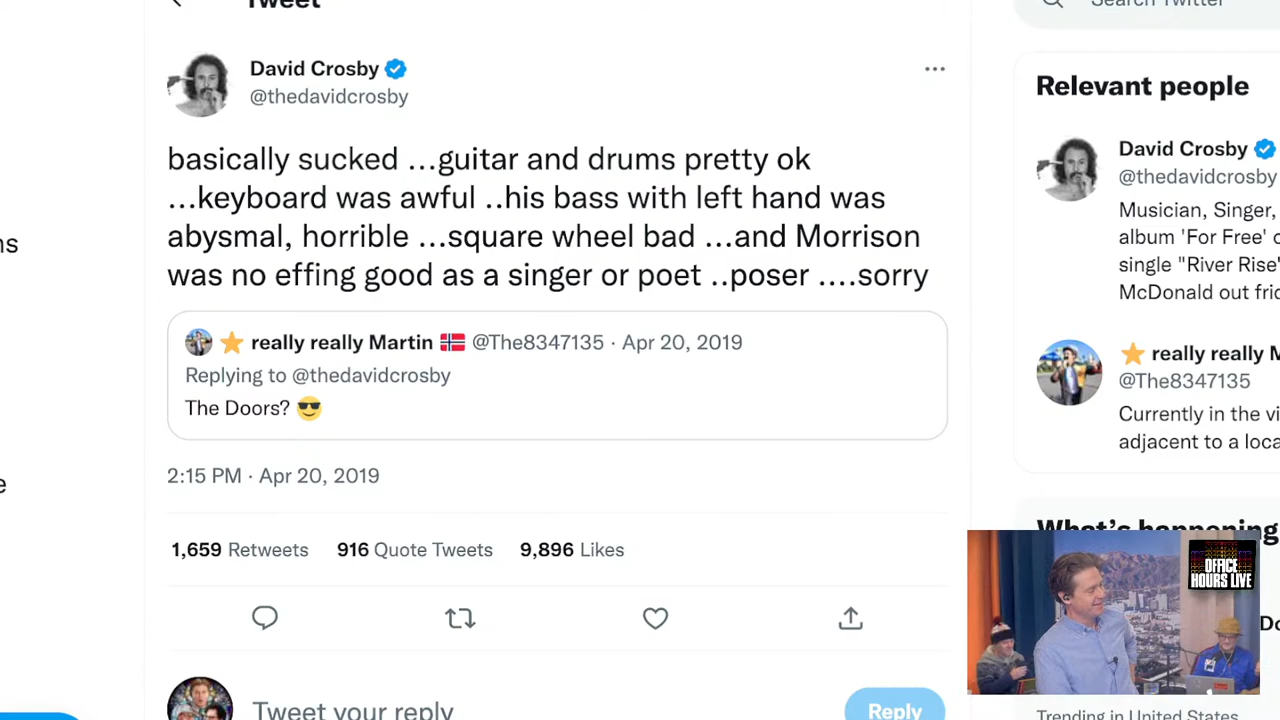 Tweet
Search Twitter
David Crosby
@thedavidcrosby
basically sucked ...guitar and drums pretty ok
...keyboard was awful ..his bass with left hand was
abysmal, horrible ...square wheel bad ...and Morrison
was no effing good as a singer or poet ..poser ....sorry
really really Martin @The8347135 · Apr 20, 2019
Replying to @thedavidcrosby
The Doors?
2:15 PM · Apr 20, 2019
1,659 Retweets 916 Quote Tweets 9,896 Likes
Tweet your reply
Reply
Relevant people
David Crosby
@thedavidcrosby
Musician, Singer,
album 'For Free'
single "River Rise"
McDonald out
really really
@The8347135
Currently in the
adjacent to a
What's happening
OFFICE
HOURS LIVE
Trending in United States